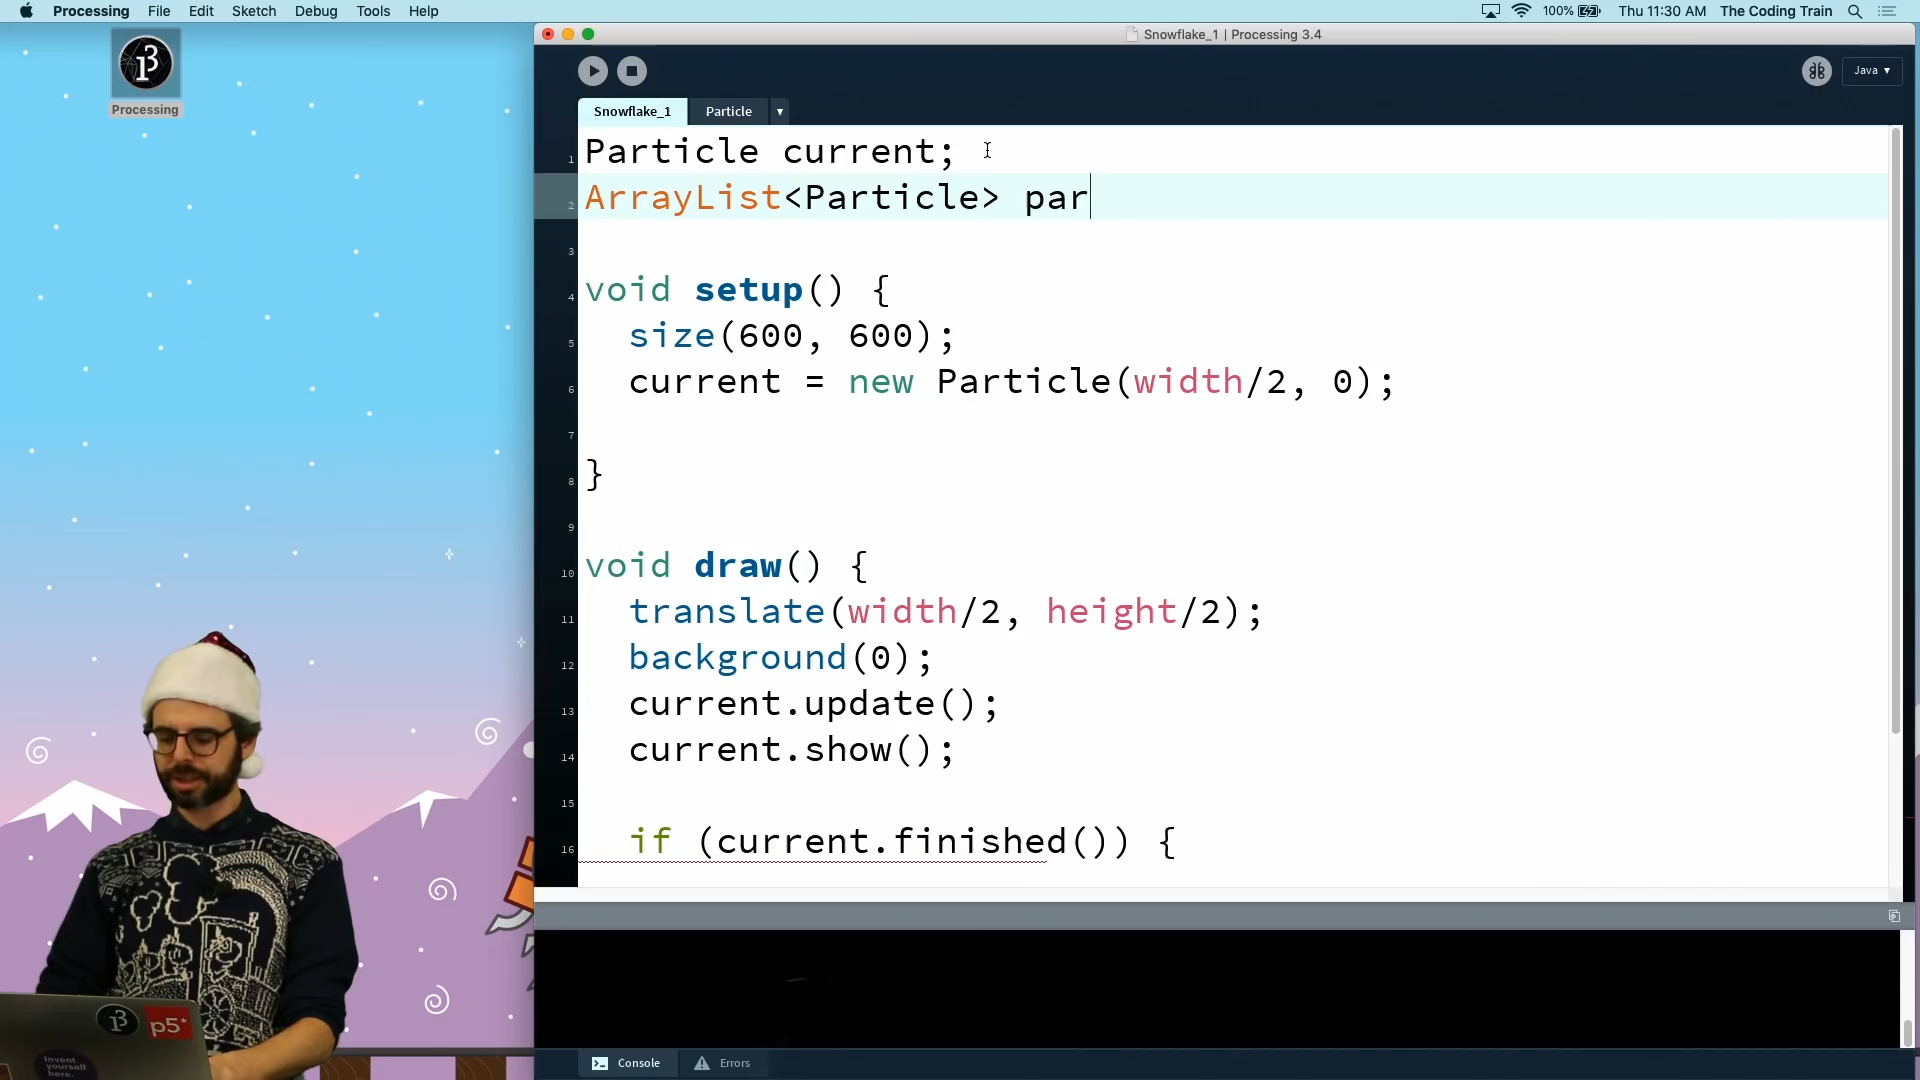 Processing File Edit Sketch Debug Tools Help 100% Thu 11:30 AM The Coding Train
Processing
Snowflake_1 | Processing 3.4
Java ▾
Snowflake_1 Particle ▾
1 Particle current;
2 ArrayList<Particle> par
3
4 void setup() {
5 size(600, 600);
6 current = new Particle(width/2, 0);
7
8 }
9
10 void draw() {
11 translate(width/2, height/2);
12 background(0);
13 current.update();
14 current.show();
15
16 if (current.finished()) {
p5*
Invent
yourself
here.
Console Errors